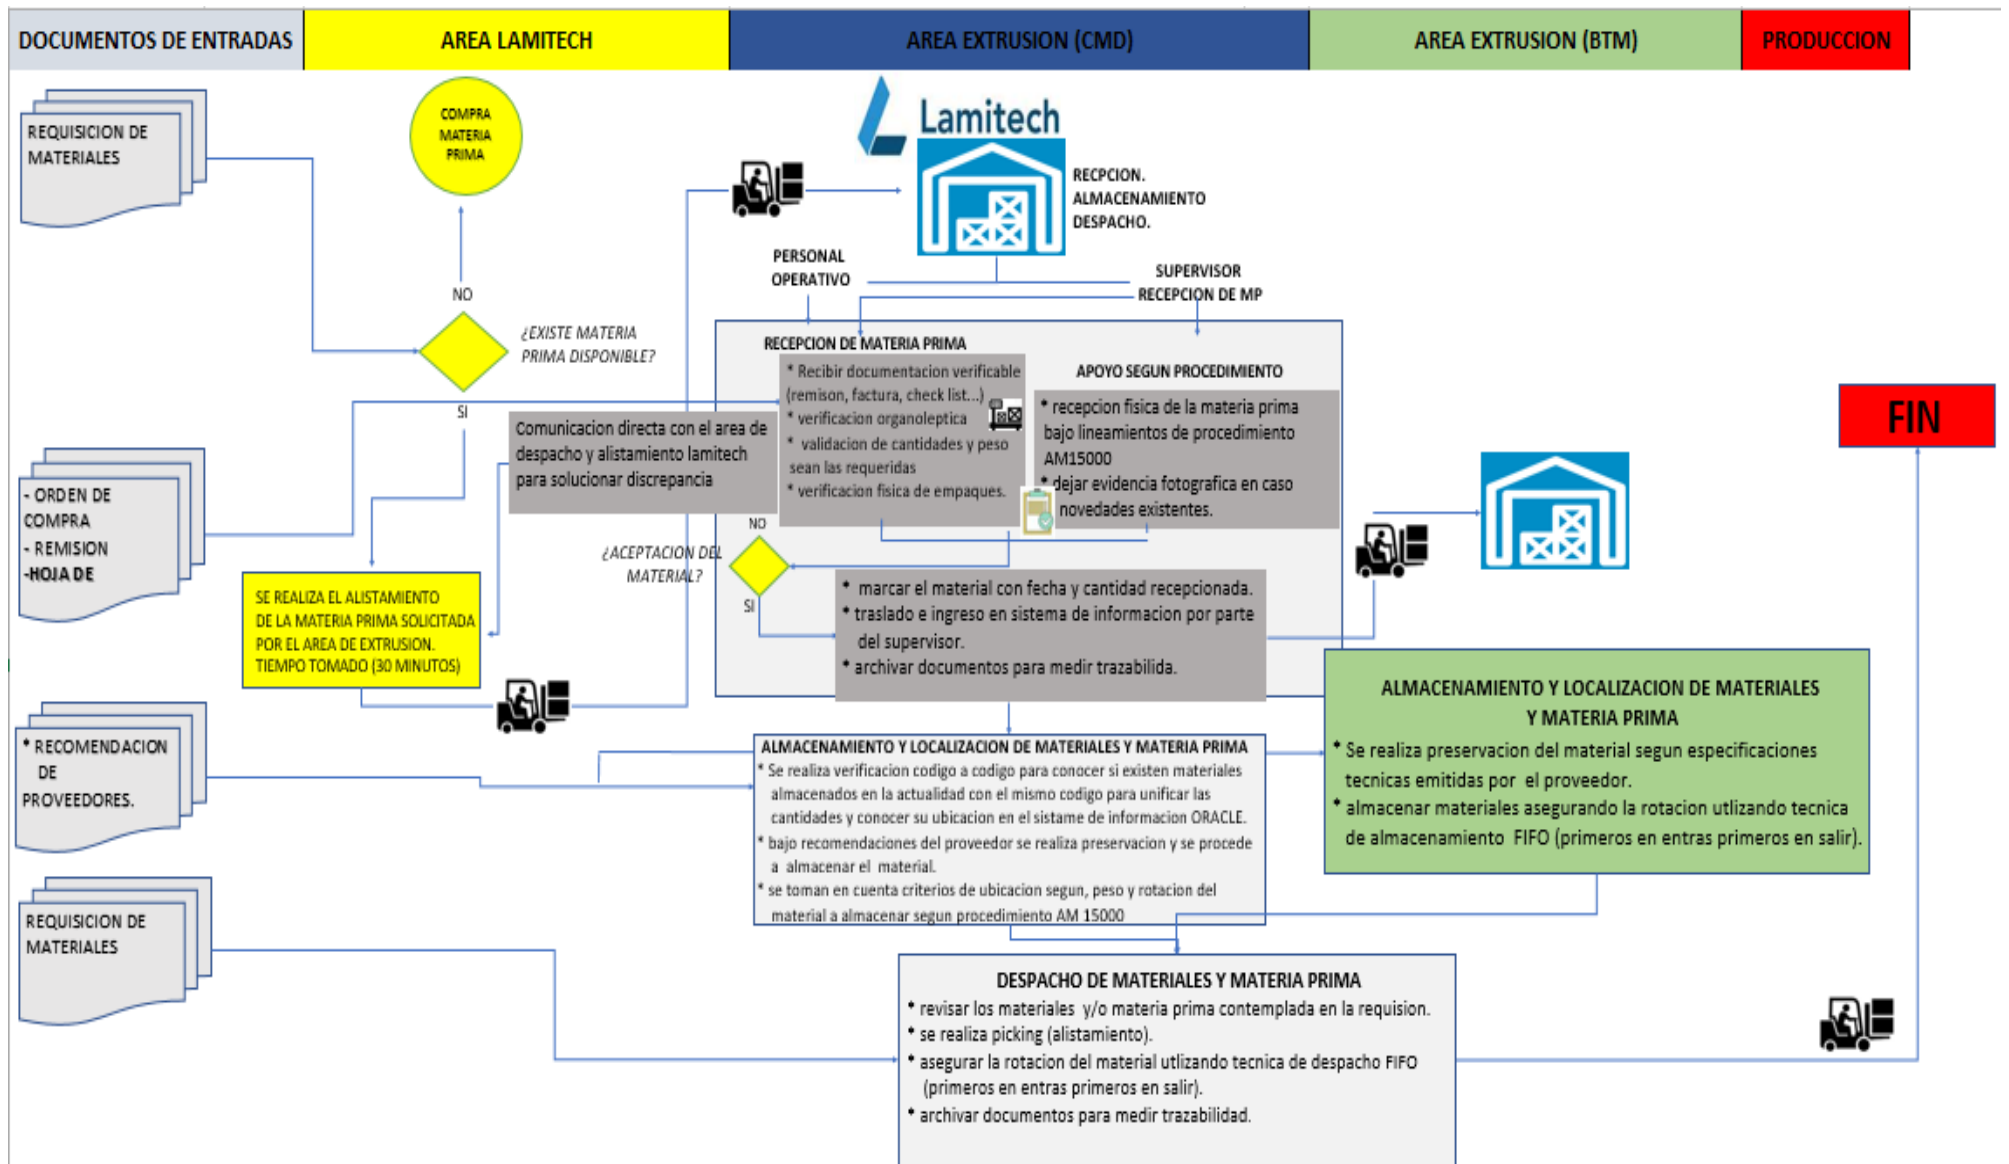 DOCUMENTOS DE ENTRADAS
AREA LAMITECH
AREA EXTRUSION (CMD)
AREA EXTRUSION (BTM)
PRODUCCION
REQUISICION DE
MATERIALES
COMPRA
MATERIA
PRIMA
Lamitech
RECPCION.
ALMACENAMIENTO
DESPACHO.
PERSONAL
OPERATIVO
SUPERVISOR
RECEPCION DE MP
NO
¿EXISTE MATERIA
PRIMA DISPONIBLE?
SI
RECEPCION DE MATERIA PRIMA
* Recibir documentacion verificable
(remison, factura, check list...)
* verificacion organoleptica
* validacion de cantidades y peso
sean las requeridas
* verificacion fisica de empaques.
APOYO SEGUN PROCEDIMIENTO
* recepcion fisica de la materia prima
bajo lineamientos de procedimiento
AM15000
* dejar evidencia fotografica en caso
novedades existentes.
FIN
Comunicacion directa con el area de
despacho y alistamiento lamitech
para solucionar discrepancia
- ORDEN DE
COMPRA
- REMISION
-HOJA DE
NO
¿ACEPTACION DEL
MATERIAL?
SI
SE REALIZA EL ALISTAMIENTO
DE LA MATERIA PRIMA SOLICITADA
POR EL AREA DE EXTRUSION.
TIEMPO TOMADO (30 MINUTOS)
* marcar el material con fecha y cantidad recepcionada.
* traslado e ingreso en sistema de informacion por parte
del supervisor.
* archivar documentos para medir trazabilida.
* RECOMENDACION
DE
PROVEEDORES.
ALMACENAMIENTO Y LOCALIZACION DE MATERIALES Y MATERIA PRIMA
* Se realiza verificacion codigo a codigo para conocer si existen materiales
almacenados en la actualidad con el mismo codigo para unificar las
cantidades y conocer su ubicacion en el sistame de informacion ORACLE.
* bajo recomendaciones del proveedor se realiza preservacion y se procede
a almacenar el material.
* se toman en cuenta criterios de ubicacion segun, peso y rotacion del
material a almacenar segun procedimiento AM 15000
ALMACENAMIENTO Y LOCALIZACION DE MATERIALES
Y MATERIA PRIMA
* Se realiza preservacion del material segun especificaciones
tecnicas emitidas por el proveedor.
* almacenar materiales asegurando la rotacion utlizando tecnica
de almacenamiento FIFO (primeros en entras primeros en salir).
REQUISICION DE
MATERIALES
DESPACHO DE MATERIALES Y MATERIA PRIMA
* revisar los materiales y/o materia prima contemplada en la requision.
* se realiza picking (alistamiento).
* asegurar la rotacion del material utlizando tecnica de despacho FIFO
(primeros en entras primeros en salir).
* archivar documentos para medir trazabilidad.